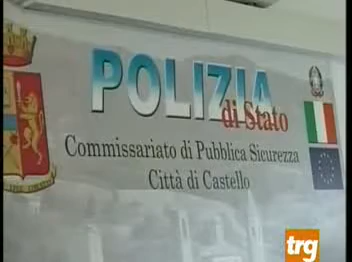 POLIZIA
di Stato
Commissariato di Pubblica Sicurezza
Città di Castello
trg